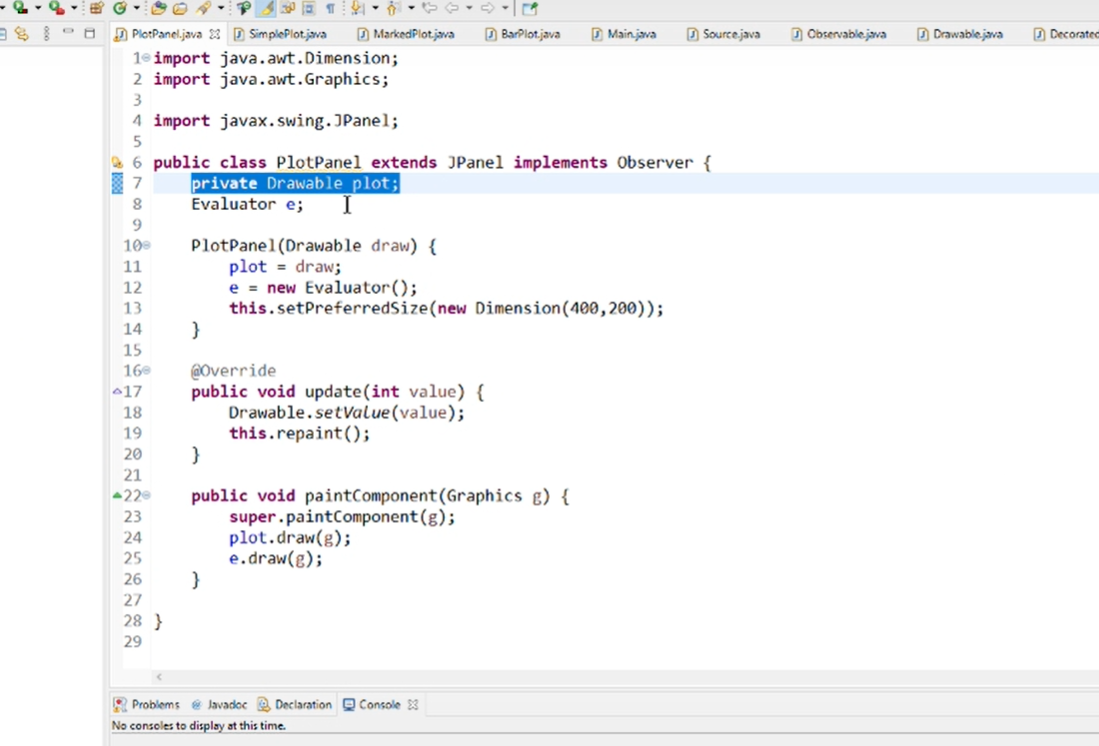 PlotPanel.java SimplePlot.java MarkedPlot.java BarPlot.java Main.java Source.java Observable.java Drawable.java Decorated
1 import java.awt.Dimension;
2 import java.awt.Graphics;
3
4 import javax.swing.JPanel;
5
6 public class PlotPanel extends JPanel implements Observer {
7 private Drawable plot;
8 Evaluator e;
9
10 PlotPanel(Drawable draw) {
11 plot = draw;
12 e = new Evaluator();
13 this.setPreferredSize(new Dimension(400,200));
14 }
15
16 @Override
17 public void update(int value) {
18 Drawable.setValue(value);
19 this.repaint();
20 }
21
22 public void paintComponent(Graphics g) {
23 super.paintComponent(g);
24 plot.draw(g);
25 e.draw(g);
26 }
27
28 }
29
Problems @ Javadoc Declaration Console
No consoles to display at this time.